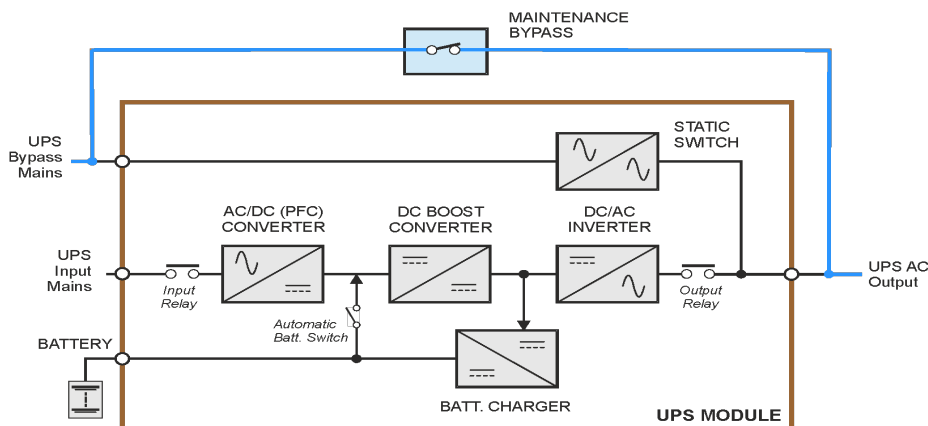 MAINTENANCE
BYPASS
UPS
Bypass
Mains
STATIC
SWITCH
AC/DC (PFC)
CONVERTER
DC BOOST
CONVERTER
DC/AC
INVERTER
UPS
Input
Mains
Input
Relay
Output
Relay
UPS AC
Output
Automatic
Batt. Switch
BATTERY
BATT. CHARGER
UPS MODULE